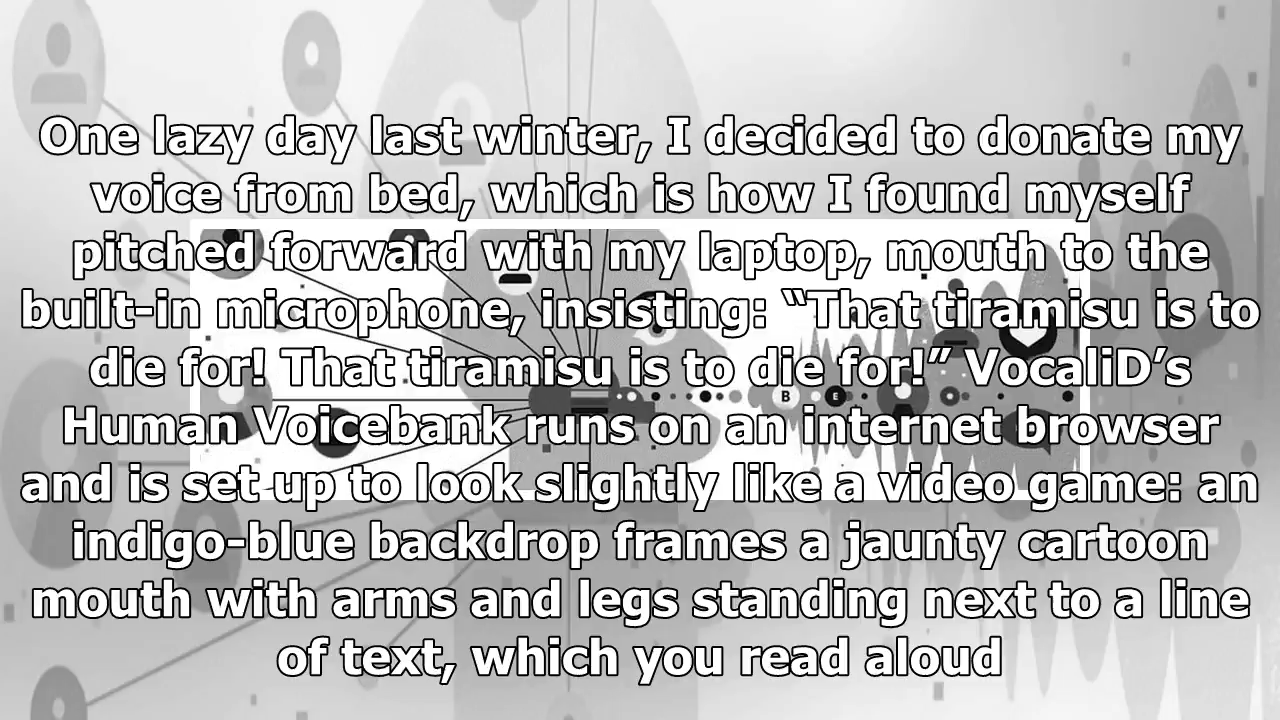 One lazy day last winter, I decided to donate my
voice from bed, which is how I found myself
pitched forward with my laptop, mouth to the
built-in microphone, insisting: “That tiramisu is to
die for! That tiramisu is to die for!” VocaliD’s
Human Voicebank runs on an internet browser
and is set up to look slightly like a video game: an
indigo-blue backdrop frames a jaunty cartoon
mouth with arms and legs standing next to a line
of text, which you read aloud
B E